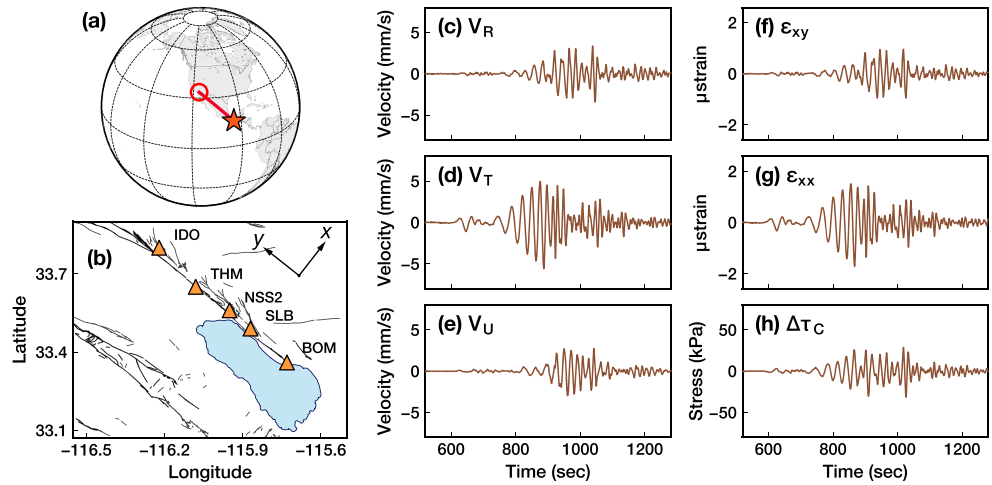 (a)
(b)
IDO
THM
NSS2
SLB
BOM
y
x
33.7
33.4
33.1
Latitude
−116.5
−116.2
−115.9
−115.6
Longitude
(c) V_R
Velocity (mm/s)
5
0
−5
(d) V_T
Velocity (mm/s)
5
0
−5
(e) V_U
Velocity (mm/s)
5
0
−5
600
800
1000
1200
Time (sec)
(f) ε_xy
μstrain
2
0
−2
(g) ε_xx
μstrain
2
0
−2
(h) Δτ_C
Stress (kPa)
50
0
−50
600
800
1000
1200
Time (sec)